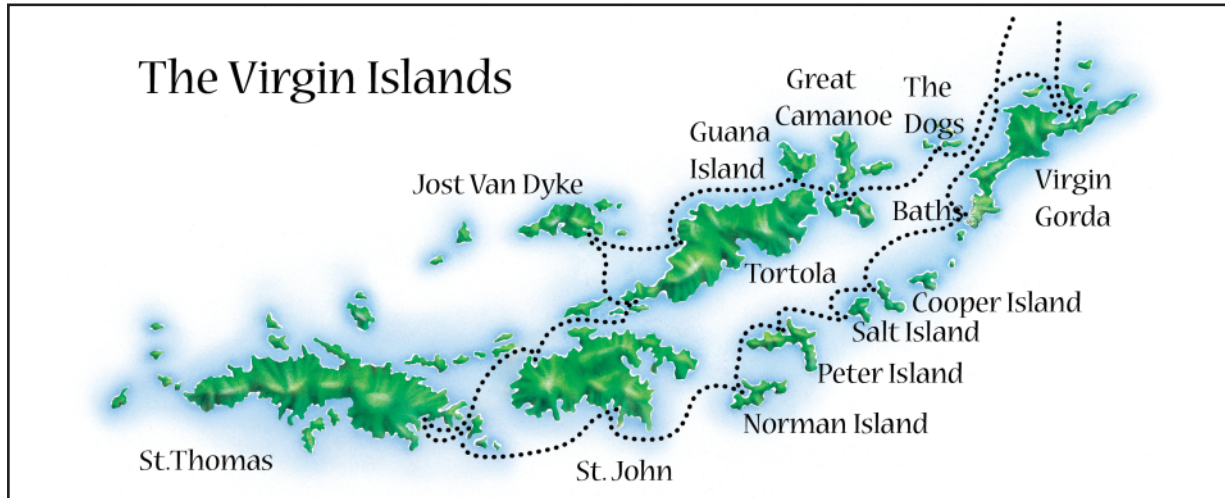 The Virgin Islands
Great
Camanoe
The
Dogs
Guana
Island
Jost Van Dyke
Virgin
Gorda
Baths
Tortola
Cooper Island
Salt Island
Peter Island
Norman Island
St.Thomas
St. John